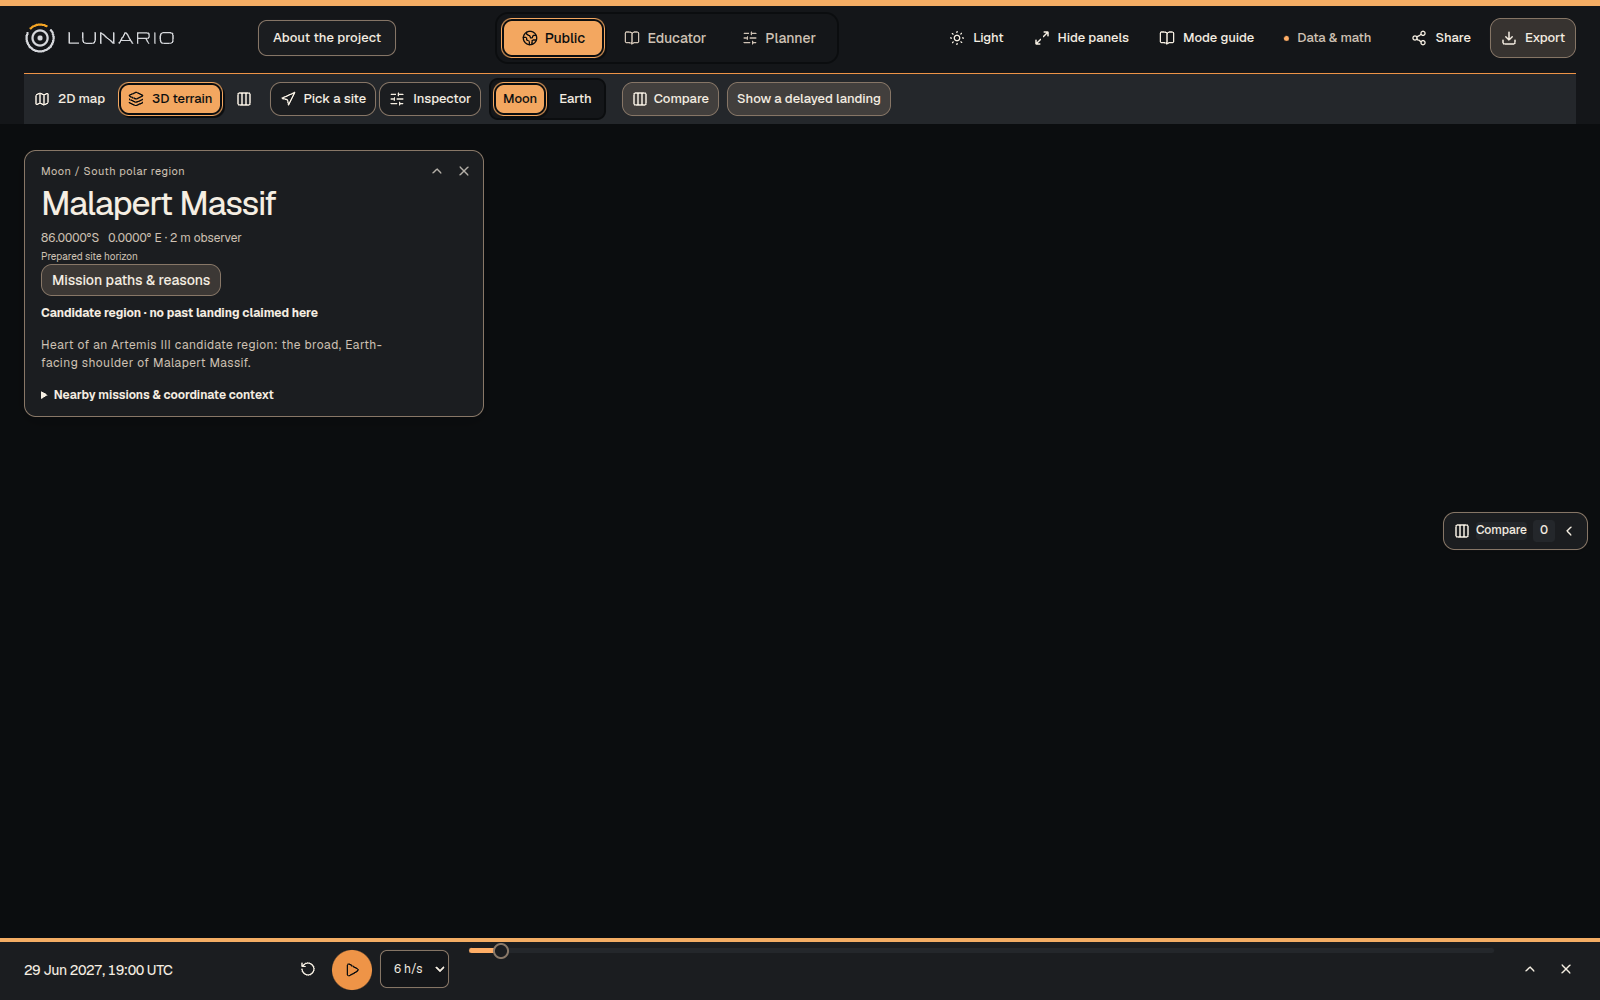 LUNARIO
About the project
Public
Educator
Planner
Light
Hide panels
Mode guide
Data & math
Share
Export
2D map
3D terrain
Pick a site
Inspector
Moon
Earth
Compare
Show a delayed landing
Moon / South polar region
Malapert Massif
86.0000°S 0.0000° E · 2 m observer
Prepared site horizon
Mission paths & reasons
Candidate region · no past landing claimed here
Heart of an Artemis III candidate region: the broad, Earth-
facing shoulder of Malapert Massif.
Nearby missions & coordinate context
Compare 0
29 Jun 2027, 19:00 UTC
6 h/s